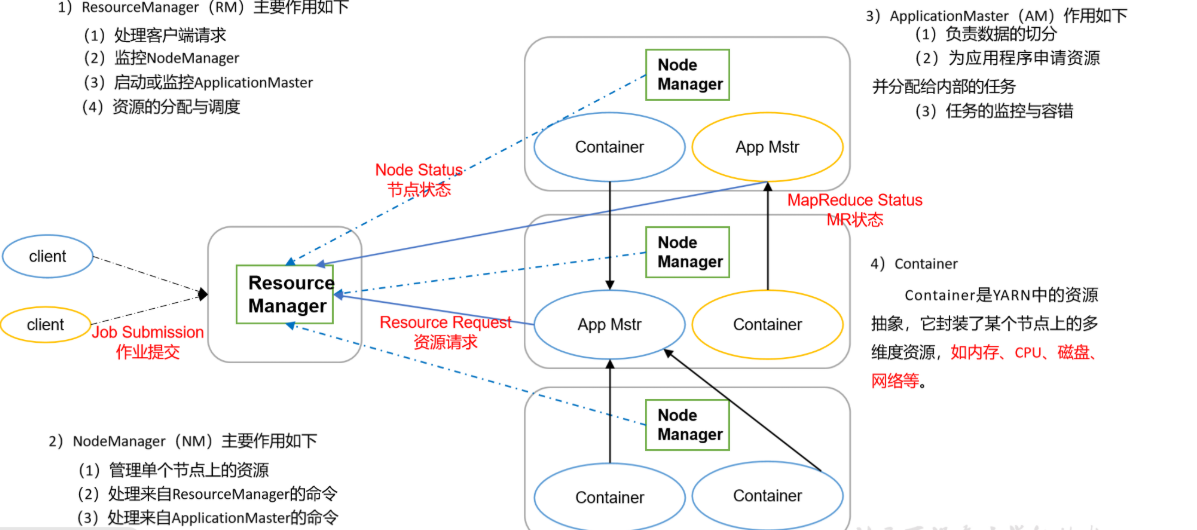 1）ResourceManager（RM）主要作用如下
（1）处理客户端请求
（2）监控NodeManager
（3）启动或监控ApplicationMaster
（4）资源的分配与调度
3）ApplicationMaster（AM）作用如下
（1）负责数据的切分
（2）为应用程序申请资源
并分配给内部的任务
（3）任务的监控与容错
Node
Manager
Container
App Mstr
Node Status
节点状态
MapReduce Status
MR状态
client
client
Job Submission
作业提交
Resource
Manager
Resource Request
资源请求
Node
Manager
App Mstr
Container
4）Container
Container是YARN中的资源
抽象，它封装了某个节点上的多
维度资源，如内存、CPU、磁盘、
网络等。
Node
Manager
Container
Container
2）NodeManager（NM）主要作用如下
（1）管理单个节点上的资源
（2）处理来自ResourceManager的命令
（3）处理来自ApplicationMaster的命令